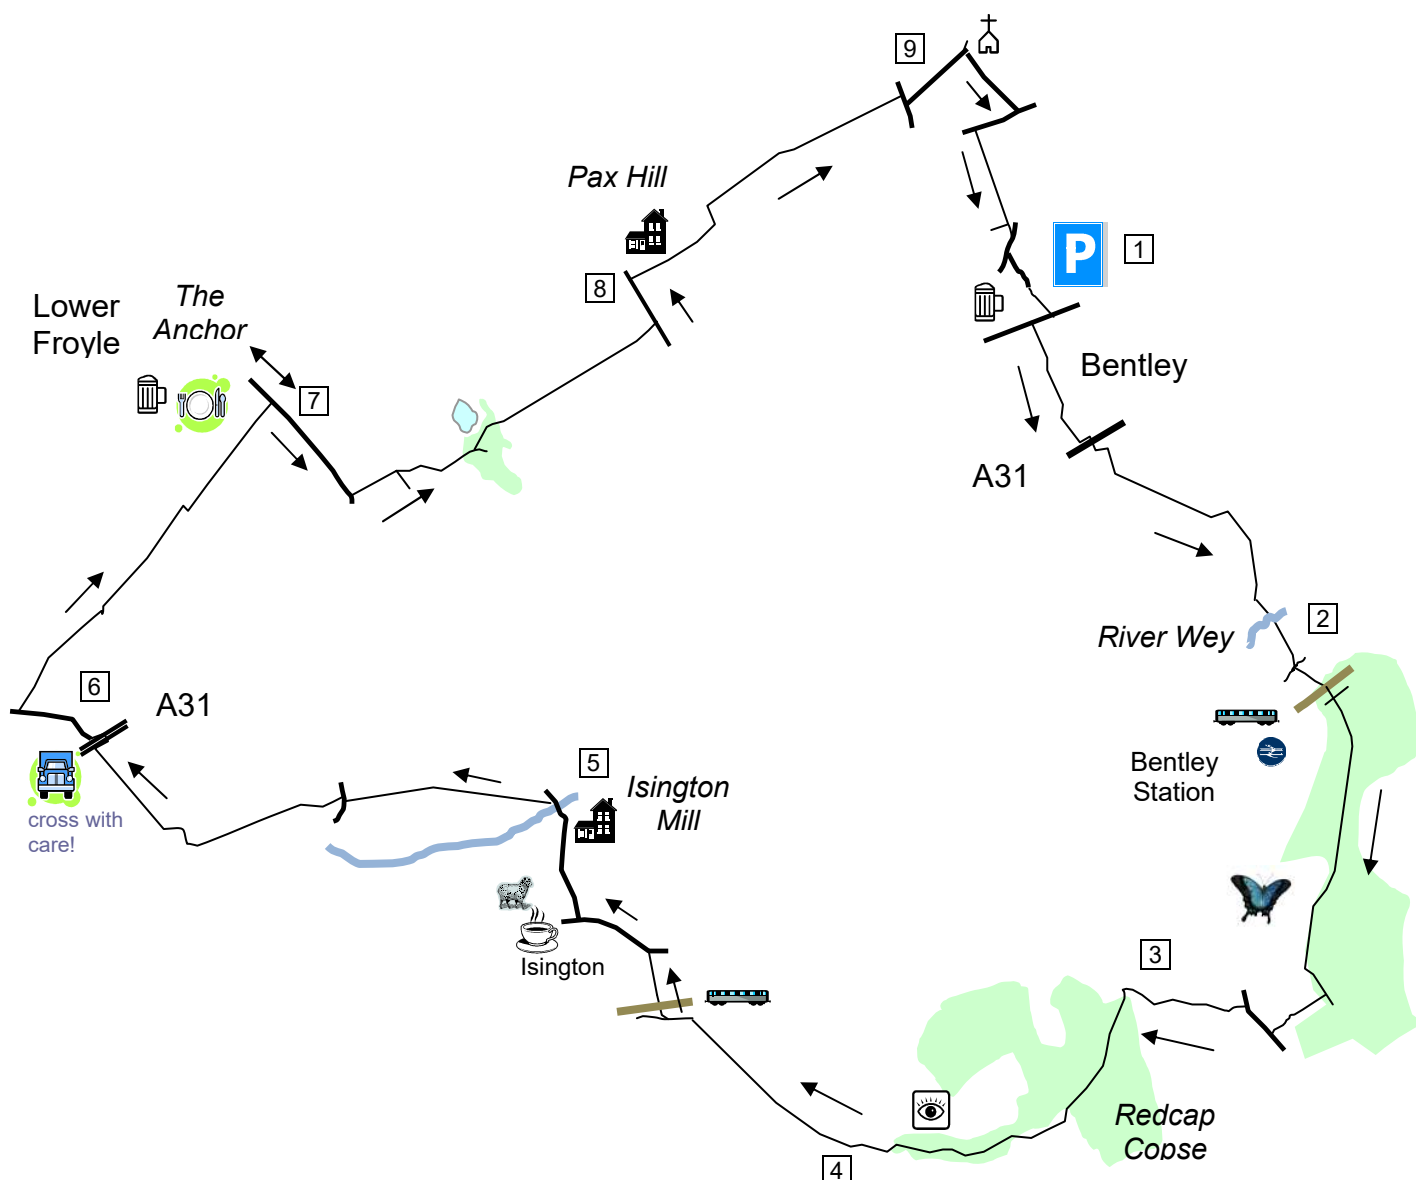 9
Pax Hill
P
1
8
Lower
Froyle
The
Anchor
7
Bentley
A31
2
River Wey
6
A31
5
Isington
Mill
Bentley
Station
cross with
care!
3
Isington
Redcap
Copse
4